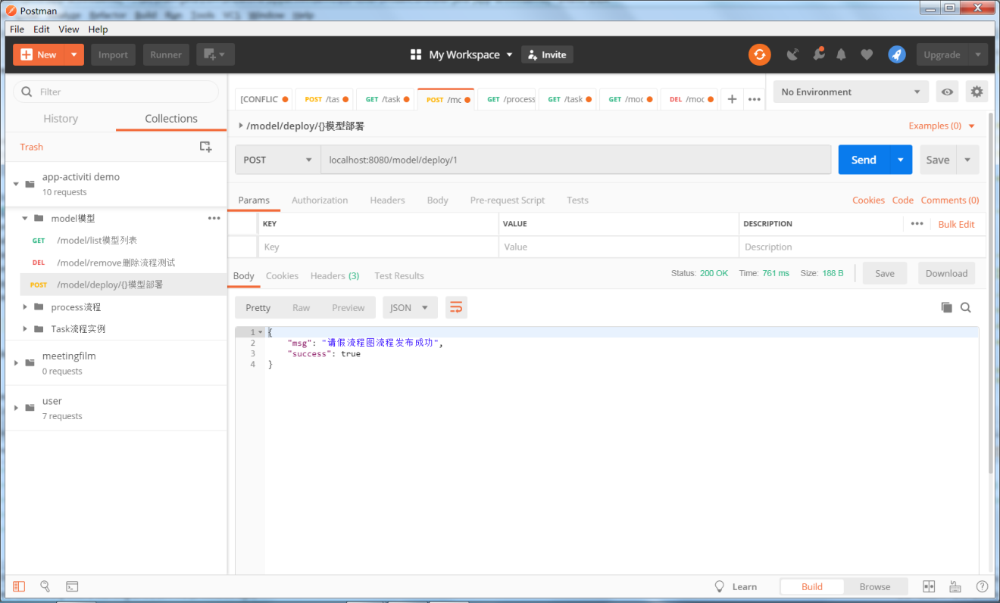 Postman
File Edit View Help
New Import Runner My Workspace Invite Upgrade
Filter
History Collections
Trash
app-activiti demo
10 requests
model模型
GET /model/list模型列表
DEL /model/remove删除流程测试
POST /model/deploy/{}模型部署
process流程
Task流程实例
meetingfilm
0 requests
user
7 requests
[CONFLIC POST /tas GET /task POST /mc GET /process GET /task GET /moc DEL /moc
No Environment
/model/deploy/{}模型部署
Examples (0)
POST localhost:8080/model/deploy/1 Send Save
Params Authorization Headers Body Pre-request Script Tests Cookies Code Comments (0)
KEY VALUE DESCRIPTION Bulk Edit
Key Value Description
Body Cookies Headers (3) Test Results Status: 200 OK Time: 761 ms Size: 188 B Save Download
Pretty Raw Preview JSON
1 {
2 "msg": "请假流程图流程发布成功",
3 "success": true
4 }
Learn Build Browse